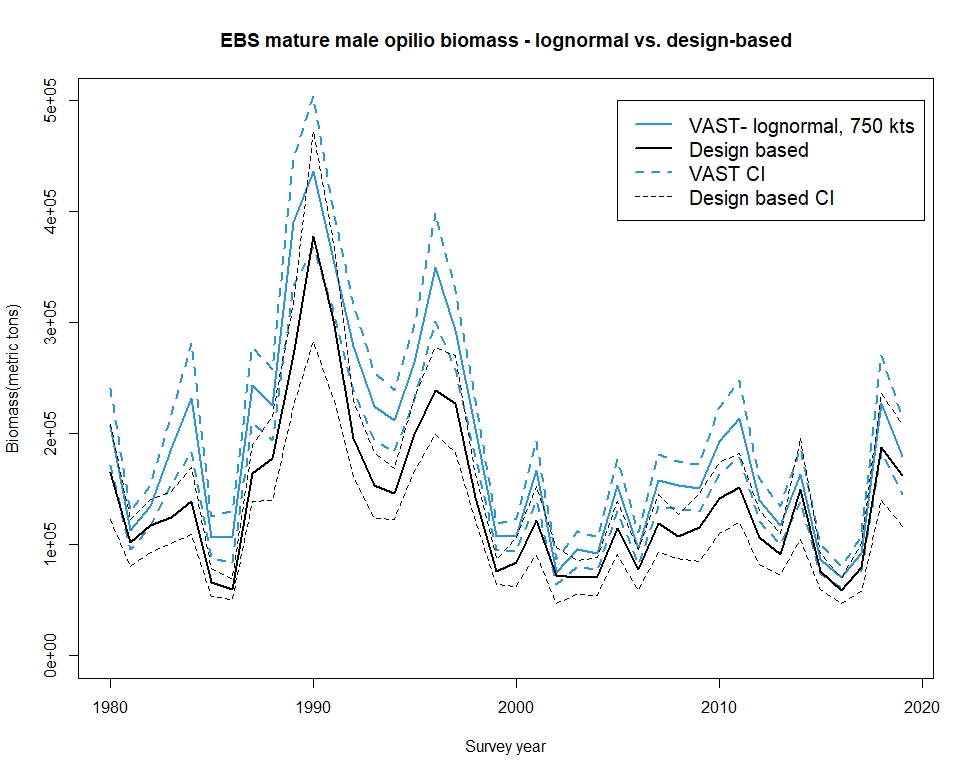 EBS mature male opilio biomass - lognormal vs. design-based
VAST- lognormal, 750 kts
Design based
VAST CI
Design based CI
5e+05
4e+05
3e+05
2e+05
1e+05
0e+00
Biomass(metric tons)
1980 1990 2000 2010 2020
Survey year